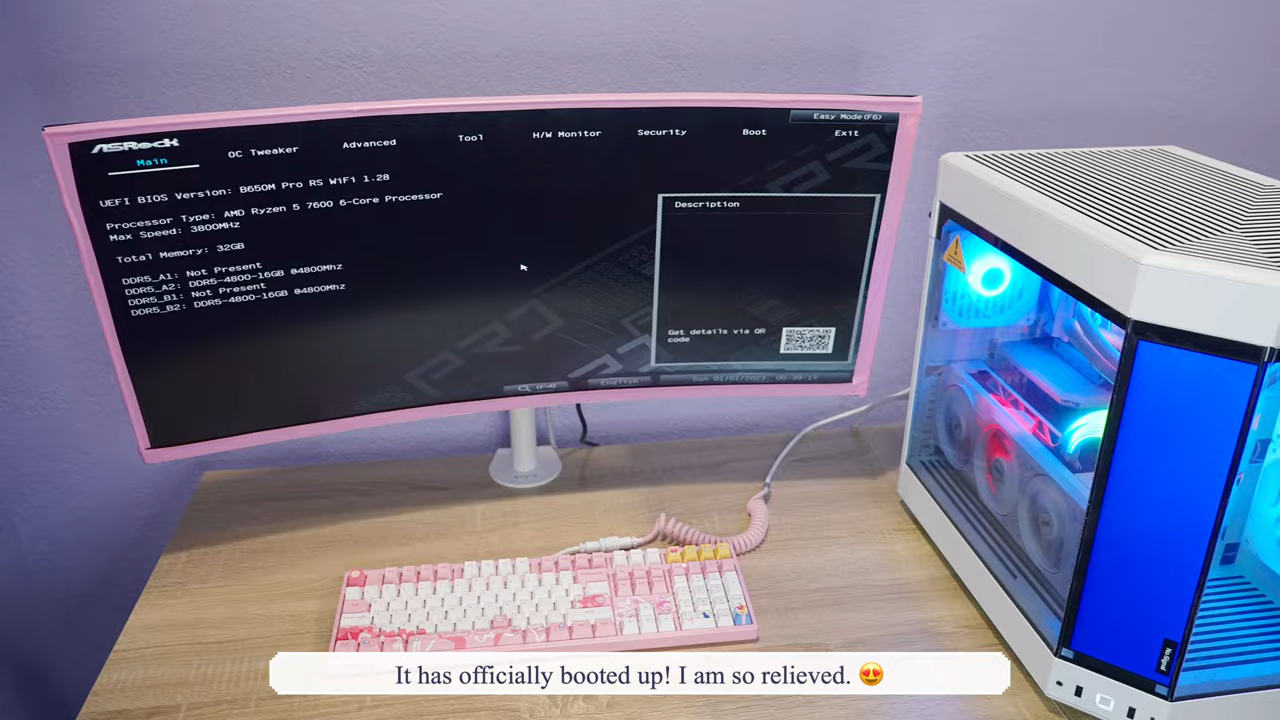 Easy Mode(F6)
ASRock
Main
OC Tweaker
Advanced
Tool
H/W Monitor
Security
Boot
Exit
UEFI BIOS Version: B650M Pro RS WiFi 1.28
Processor Type: AMD Ryzen 5 7600 6-Core Processor
Max Speed: 3800MHz
Total Memory: 32GB
DDR5_A1: Not Present
DDR5_A2: DDR5-4800-16GB @4800Mhz
DDR5_B1: Not Present
DDR5_B2: DDR5-4800-16GB @4800Mhz
Description
Get details via QR
code
English
No Signal
It has officially booted up! I am so relieved. 😍